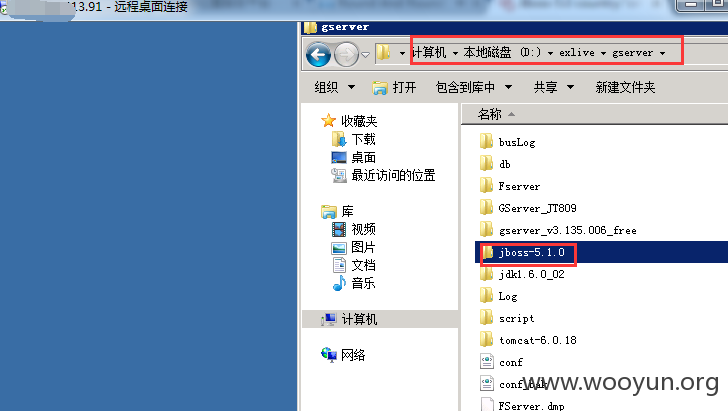 13.91 - 远程桌面连接
gserver
计算机 本地磁盘 (D:) exlive gserver
组织 打开 包含到库中 共享 新建文件夹
名称
收藏夹
下载
桌面
最近访问的位置
库
视频
图片
文档
音乐
计算机
网络
busLog
db
Fserver
GServer_JT809
gserver_v3.135.006_free
jboss-5.1.0
jdk1.6.0_02
Log
script
tomcat-6.0.18
conf
FServer.dmp
www.wooyun.org